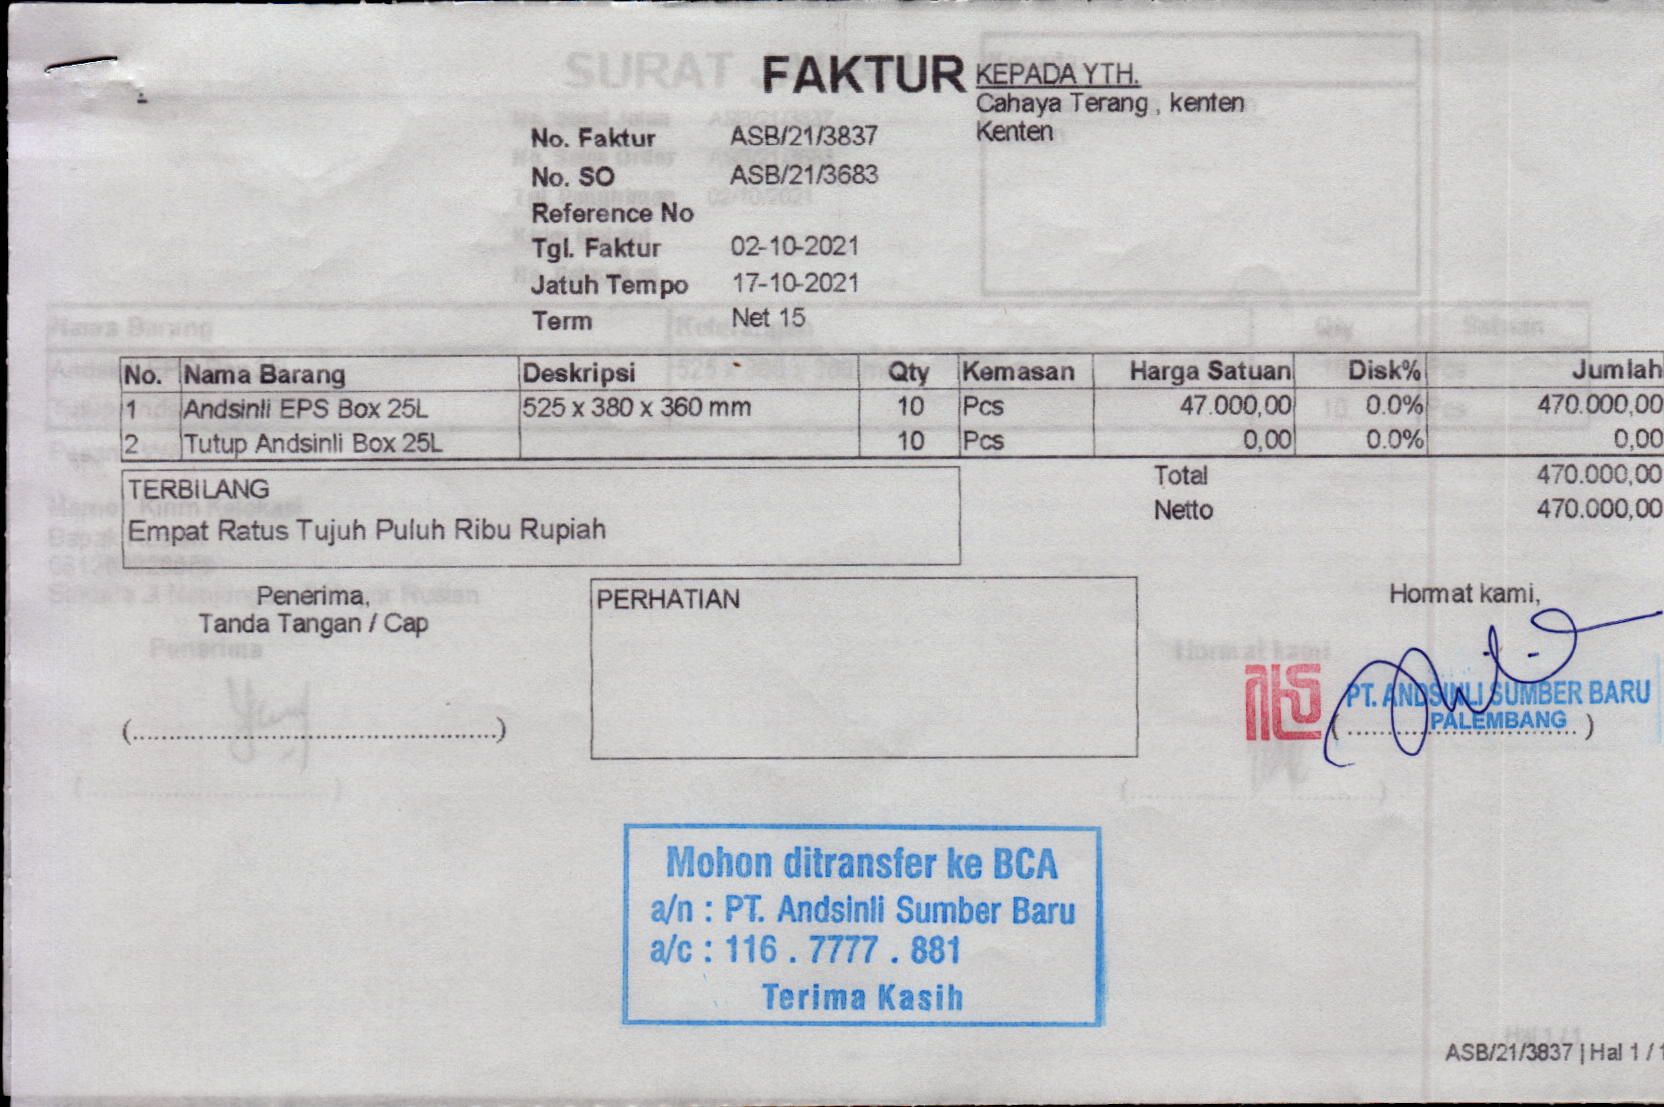 FAKTUR
KEPADA YTH.
Cahaya Terang , kenten
Kenten
No. Faktur ASB/21/3837
No. SO ASB/21/3683
Reference No
Tgl. Faktur 02-10-2021
Jatuh Tempo 17-10-2021
Term Net 15
No. Nama Barang Deskripsi Qty Kemasan Harga Satuan Disk% Jumlah
1 Andsinli EPS Box 25L 525 x 380 x 360 mm 10 Pcs 47.000,00 0.0% 470.000,00
2 Tutup Andsinli Box 25L 10 Pcs 0,00 0.0% 0,00
Total 470.000,00
Netto 470.000,00
TERBILANG
Empat Ratus Tujuh Puluh Ribu Rupiah
Penerima,
Tanda Tangan / Cap
(....................................................)
PERHATIAN
Hormat kami,
PT. ANDSINLI SUMBER BARU
PALEMBANG
( ................................ )
Mohon ditransfer ke BCA
a/n : PT. Andsinli Sumber Baru
a/c : 116 . 7777 . 881
Terima Kasih
ASB/21/3837 | Hal 1 / 1